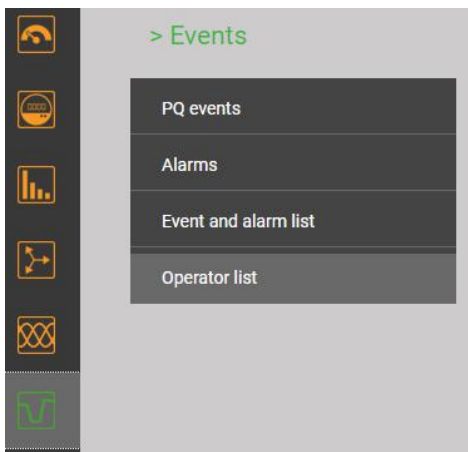 > Events
PQ events
Alarms
Event and alarm list
Operator list